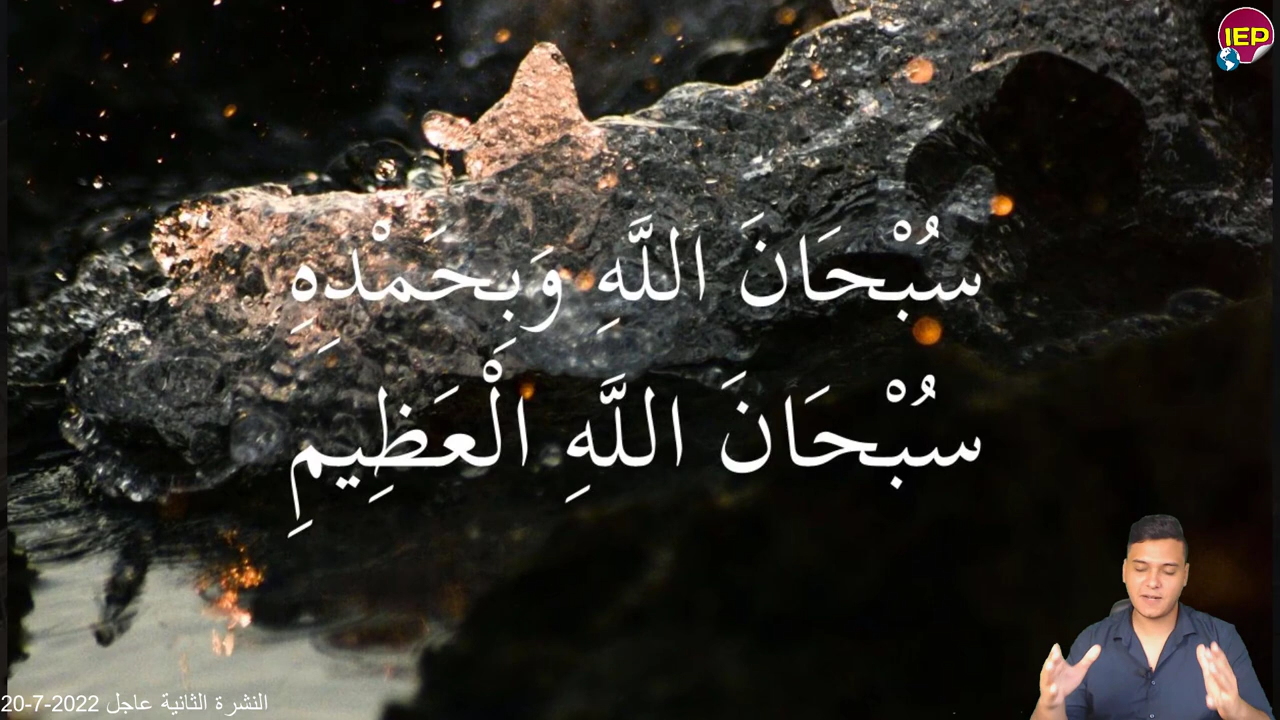 IEP
سُبْحَانَ اللَّهِ وَبِحَمْدِهِ
سُبْحَانَ اللَّهِ الْعَظِيمِ
النشرة الثانية عاجل 2022-7-20